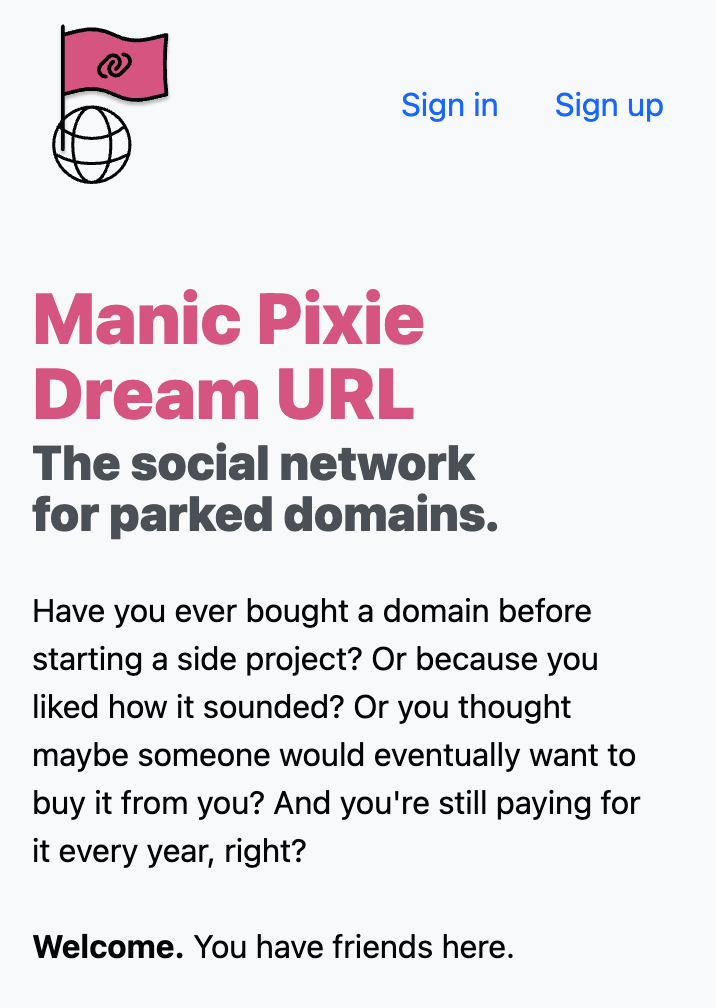 Sign in
Sign up
Manic Pixie
Dream URL
The social network
for parked domains.
Have you ever bought a domain before
starting a side project? Or because you
liked how it sounded? Or you thought
maybe someone would eventually want to
buy it from you? And you're still paying for
it every year, right?
Welcome. You have friends here.